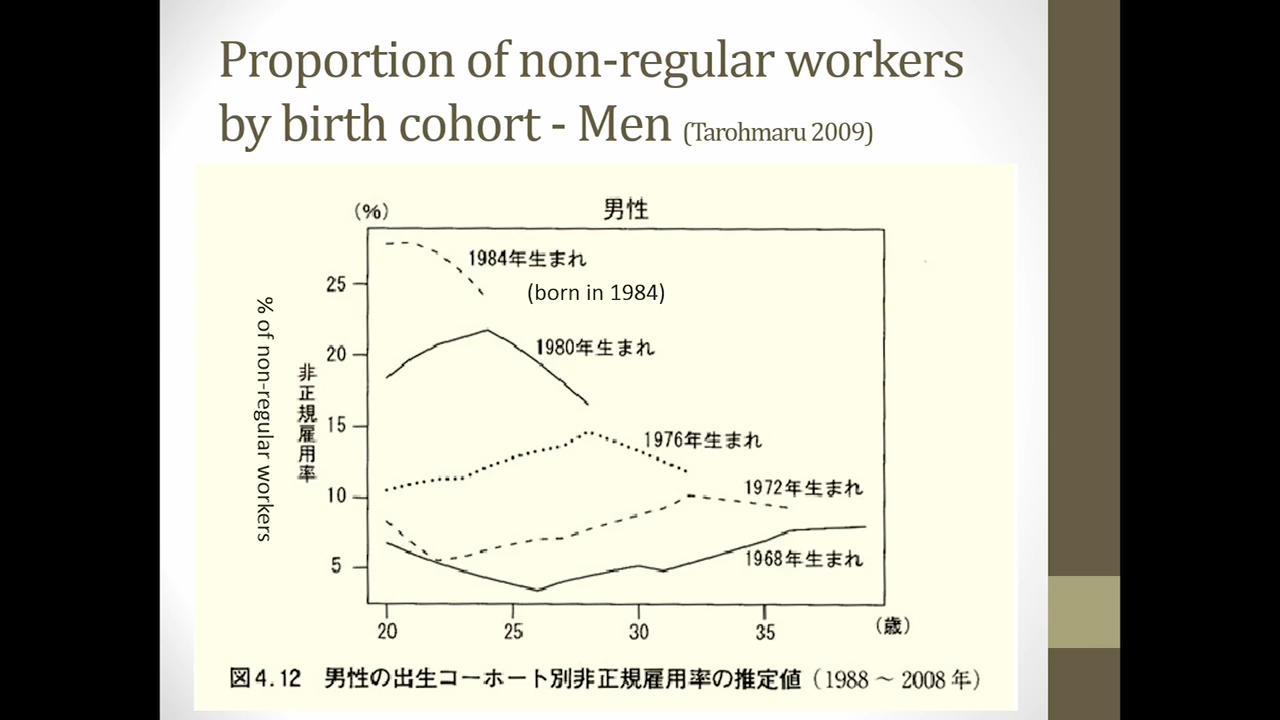 Proportion of non-regular workers
by birth cohort - Men (Tarohmaru 2009)
(%)
男性
1984年生まれ
(born in 1984)
25
1980年生まれ
20
% of non-regular workers
非正規雇用率
15
1976年生まれ
10
1972年生まれ
5
1968年生まれ
20
25
30
35
(歳)
図4.12 男性の出生コーホート別非正規雇用率の推定値(1988～2008年)